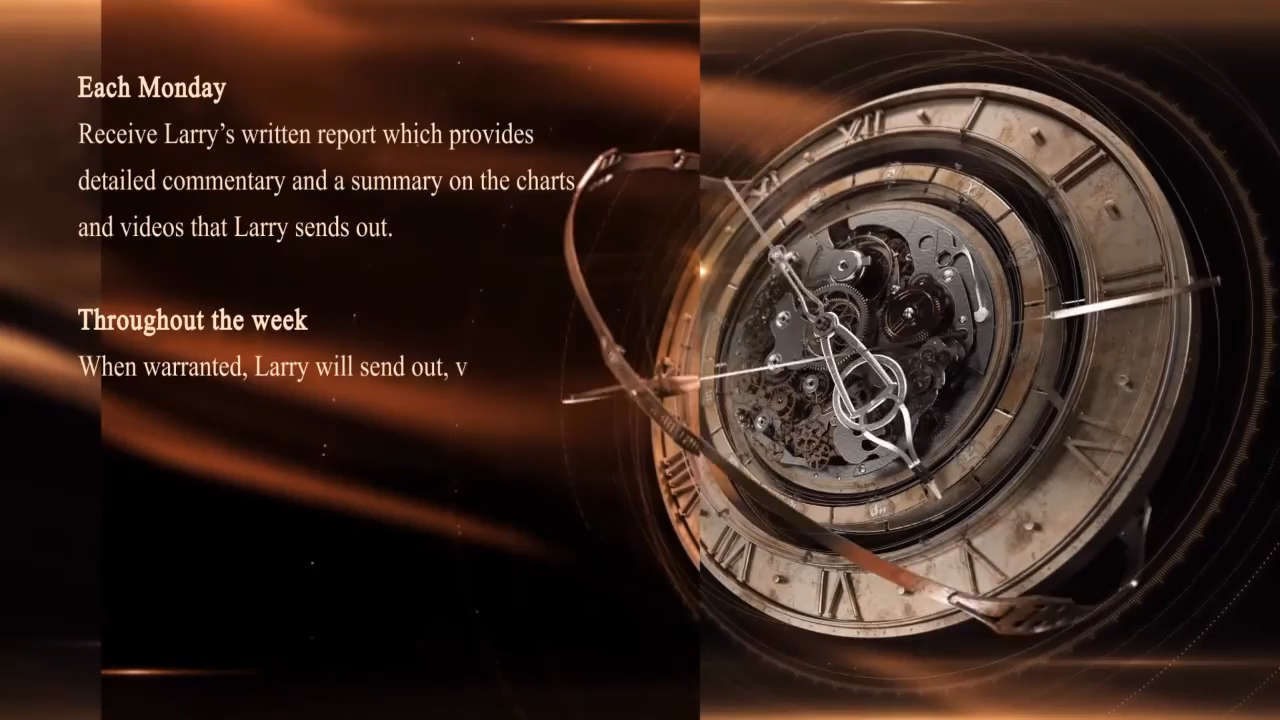 Each Monday
Receive Larry’s written report which provides
detailed commentary and a summary on the charts
and videos that Larry sends out.
Throughout the week
When warranted, Larry will send out, v